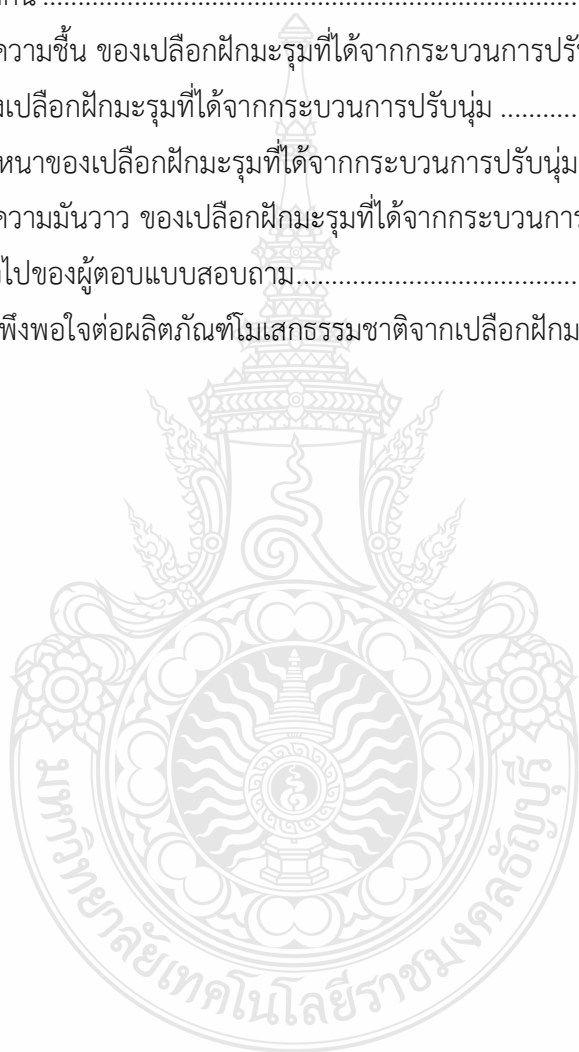 ความชื้น ของเปลือกฝักมะรุมที่ได้จากกระบวนการปรับ
เปลือกฝักมะรุมที่ได้จากกระบวนการปรับนุ่ม ............
หนาของเปลือกฝักมะรุมที่ได้จากกระบวนการปรับนุ่ม.
ความมันวาว ของเปลือกฝักมะรุมที่ได้จากกระบวนการ
ไปของผู้ตอบแบบสอบถาม............................................
พึงพอใจต่อผลิตภัณฑ์โมเสกธรรมชาติจากเปลือกฝักม
มหาวิทยาลัยเทคโนโลยีราชมงคลธัญบุรี